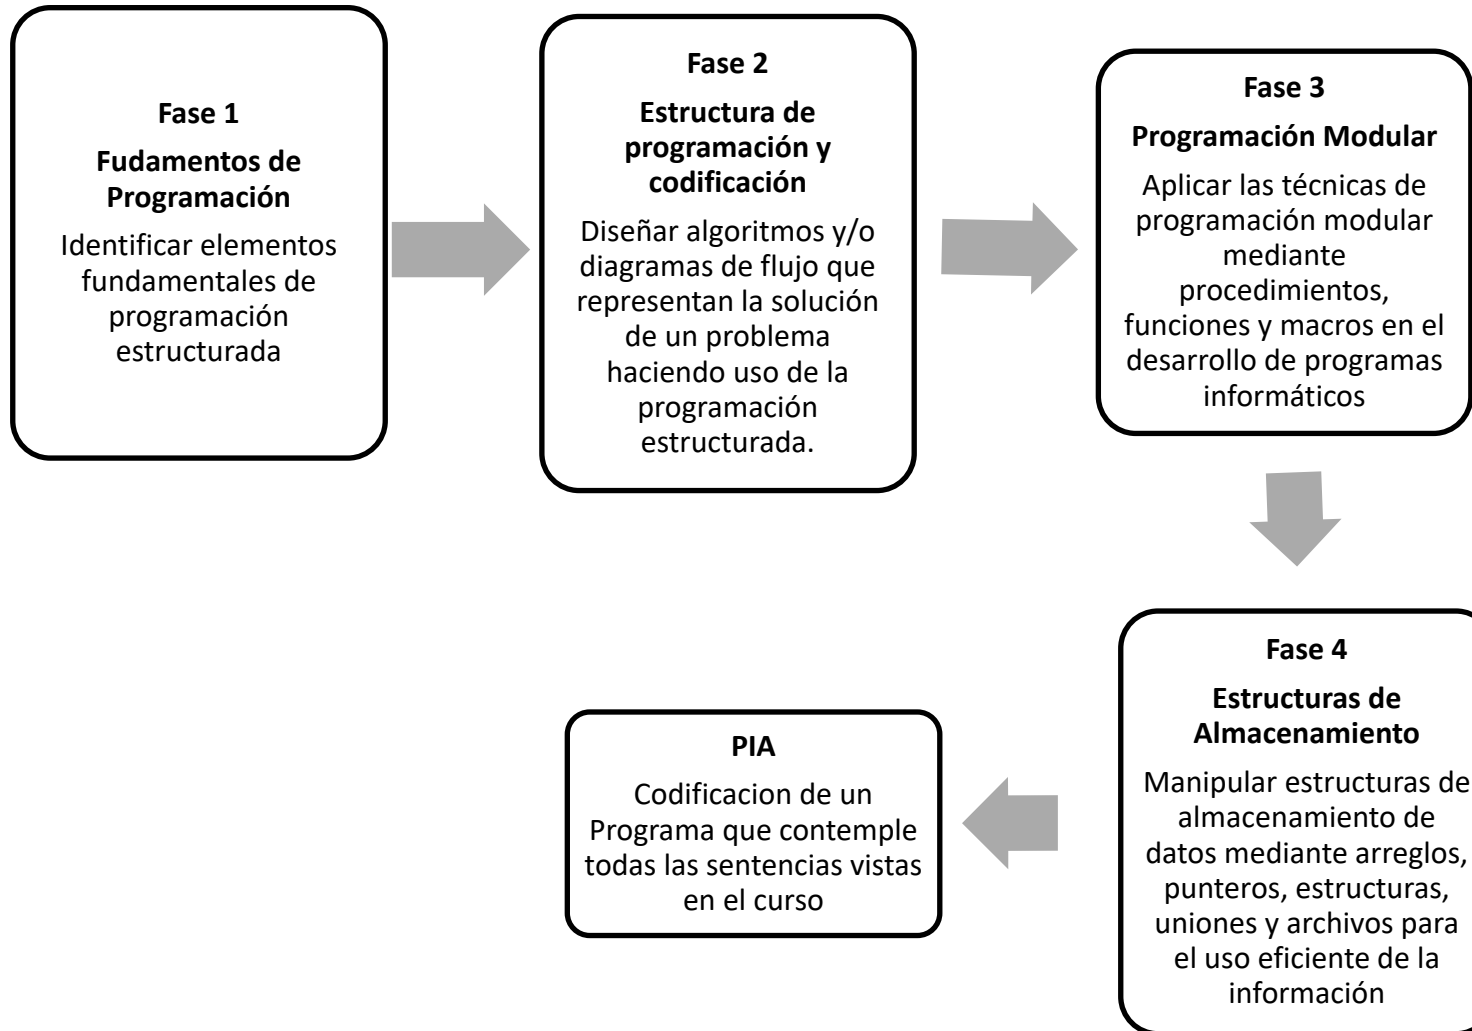 Fase 1
Fudamentos de
Programación
Identificar elementos
fundamentales de
programación
estructurada
Fase 2
Estructura de
programación y
codificación
Diseñar algoritmos y/o
diagramas de flujo que
representan la solución
de un problema
haciendo uso de la
programación
estructurada.
Fase 3
Programación Modular
Aplicar las técnicas de
programación modular
mediante
procedimientos,
funciones y macros en el
desarrollo de programas
informáticos
Fase 4
Estructuras de
Almacenamiento
Manipular estructuras de
almacenamiento de
datos mediante arreglos,
punteros, estructuras,
uniones y archivos para
el uso eficiente de la
información
PIA
Codificacion de un
Programa que contemple
todas las sentencias vistas
en el curso